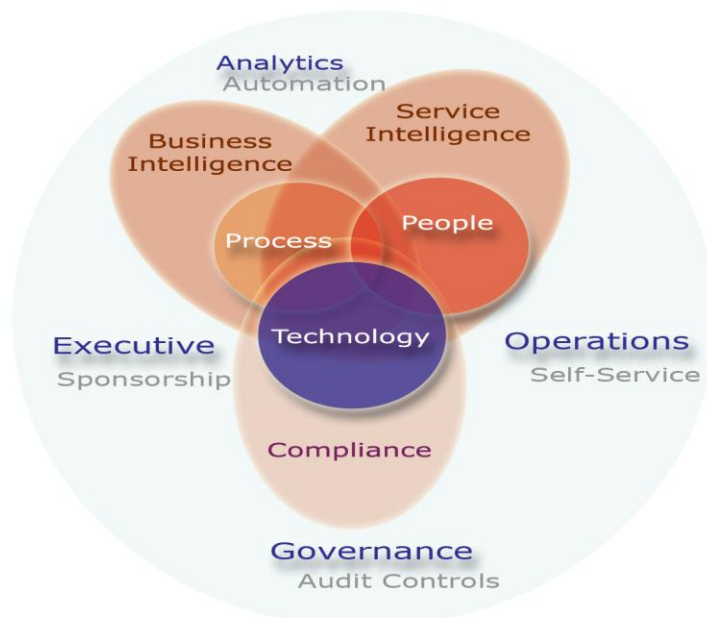 Analytics
Automation
Business
Intelligence
Service
Intelligence
Process
People
Technology
Executive
Sponsorship
Operations
Self-Service
Compliance
Governance
Audit Controls